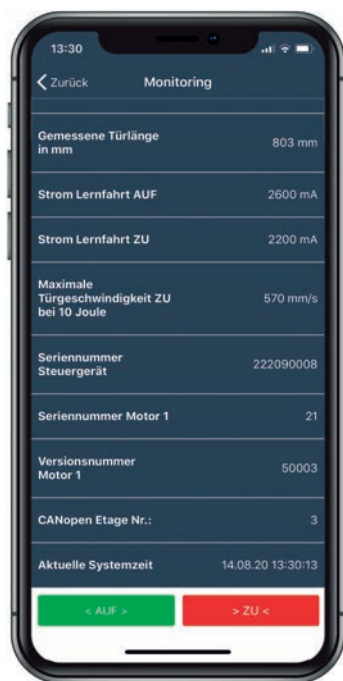 13:30
Zurück Monitoring
Gemessene Türlänge
in mm
803 mm
Strom Lernfahrt AUF 2600 mA
Strom Lernfahrt ZU 2200 mA
Maximale
Türgeschwindigkeit ZU
bei 10 Joule
570 mm/s
Seriennummer
Steuergerät
222090008
Seriennummer Motor 1 21
Versionsnummer
Motor 1
50003
CANopen Etage Nr.: 3
Aktuelle Systemzeit 14.08.20 13:30:13
< AUF > > ZU <